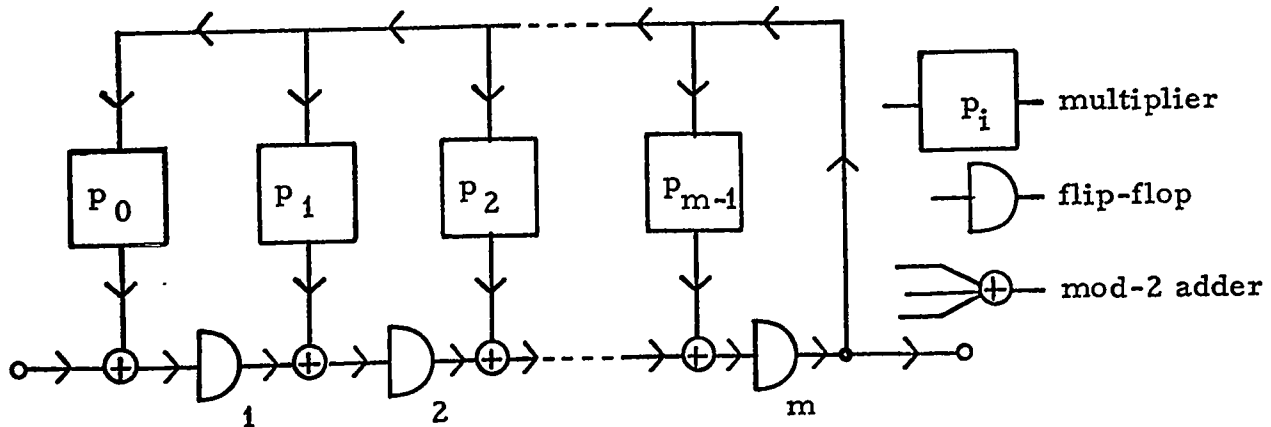 p0 p1 p2 pm-1
pi multiplier
flip-flop
mod-2 adder
1 2 m